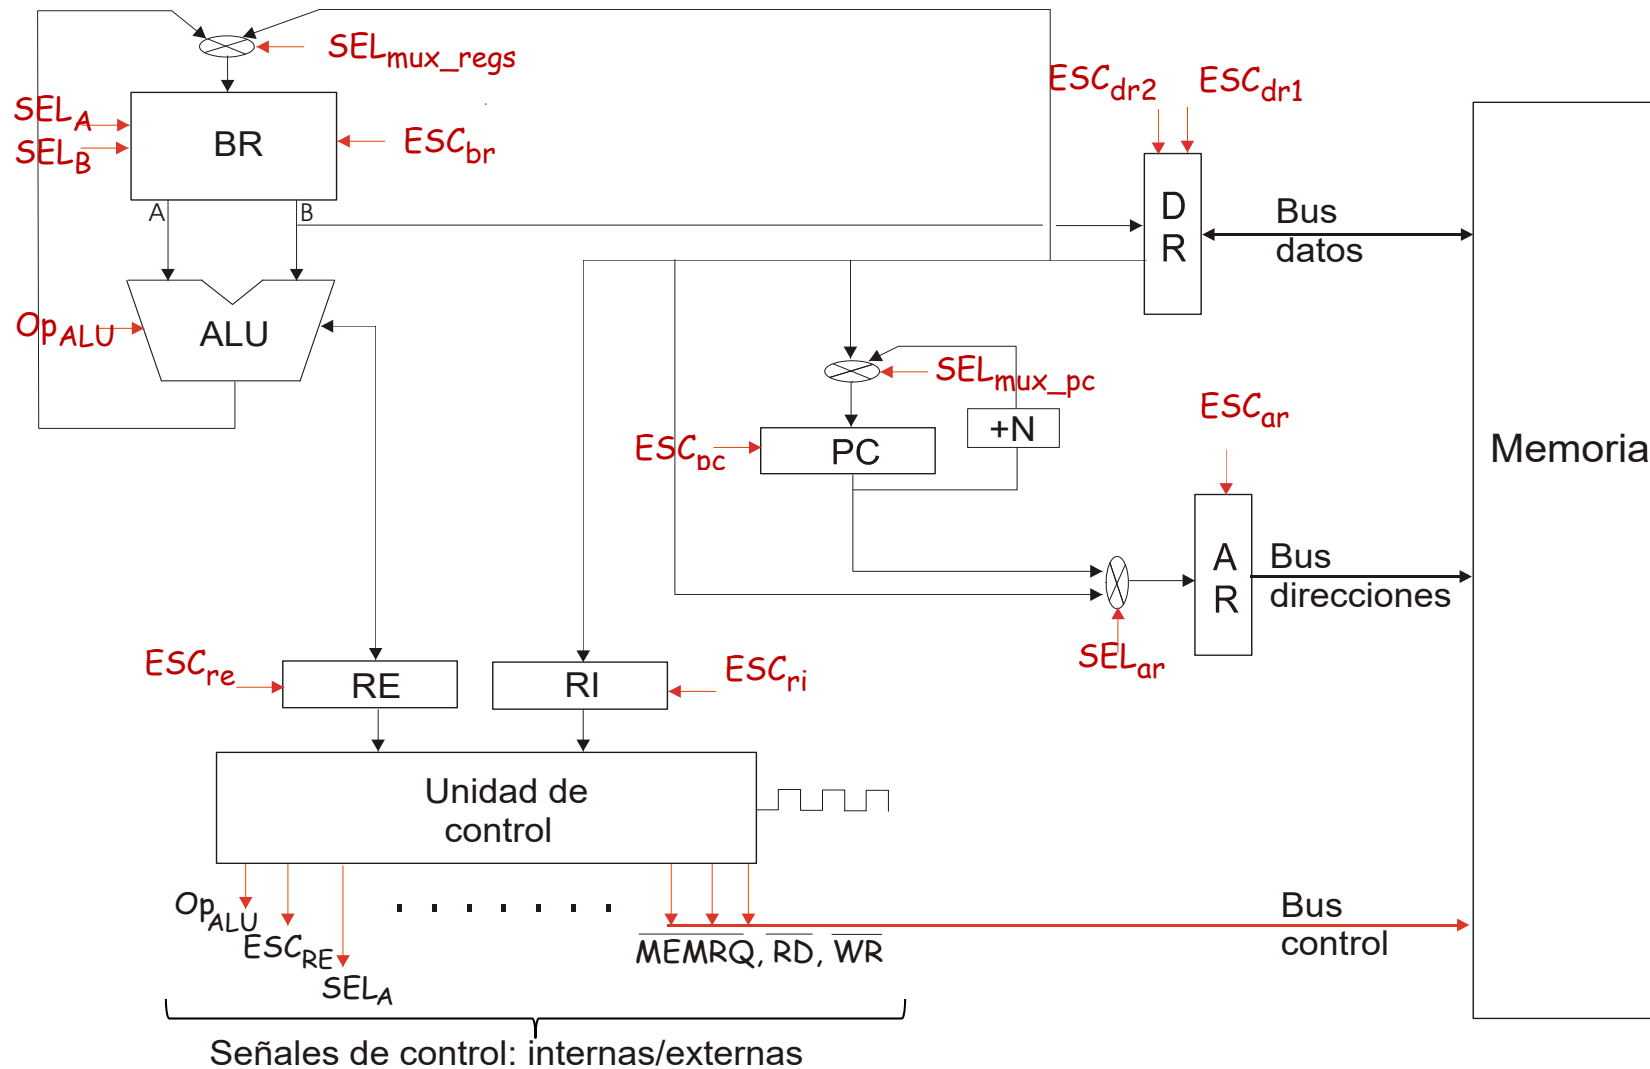 SELmux_regs
ESCdr2
ESCdr1
SELA
SELB
BR
ESCbr
A
B
D
R
Bus
datos
OpALU
ALU
SELmux_pc
ESCar
+N
ESCpc
PC
Memoria
A
R
Bus
direcciones
SELar
ESCre
RE
RI
ESCri
Unidad de
control
OpALU
ESCRE
SELA
.......
MEMRQ, RD, WR
Bus
control
Señales de control: internas/externas